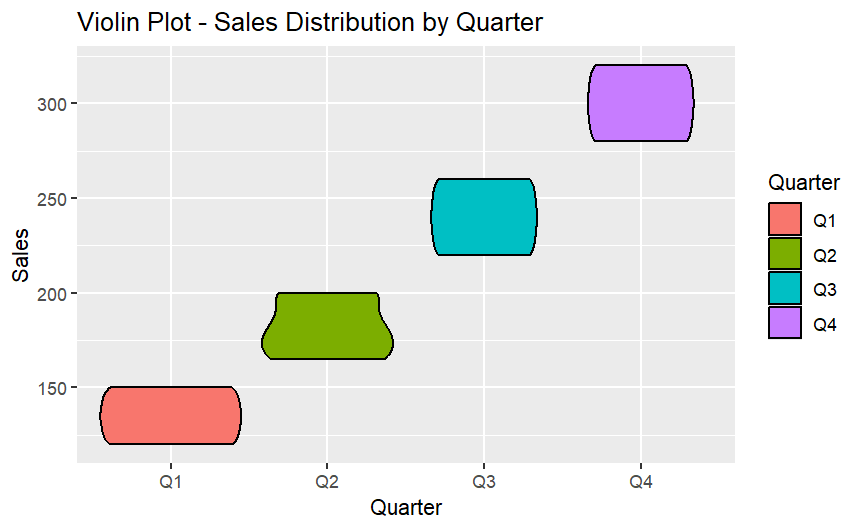 Violin Plot - Sales Distribution by Quarter
Sales
300
250
200
150
Q1 Q2 Q3 Q4
Quarter
Quarter
Q1
Q2
Q3
Q4